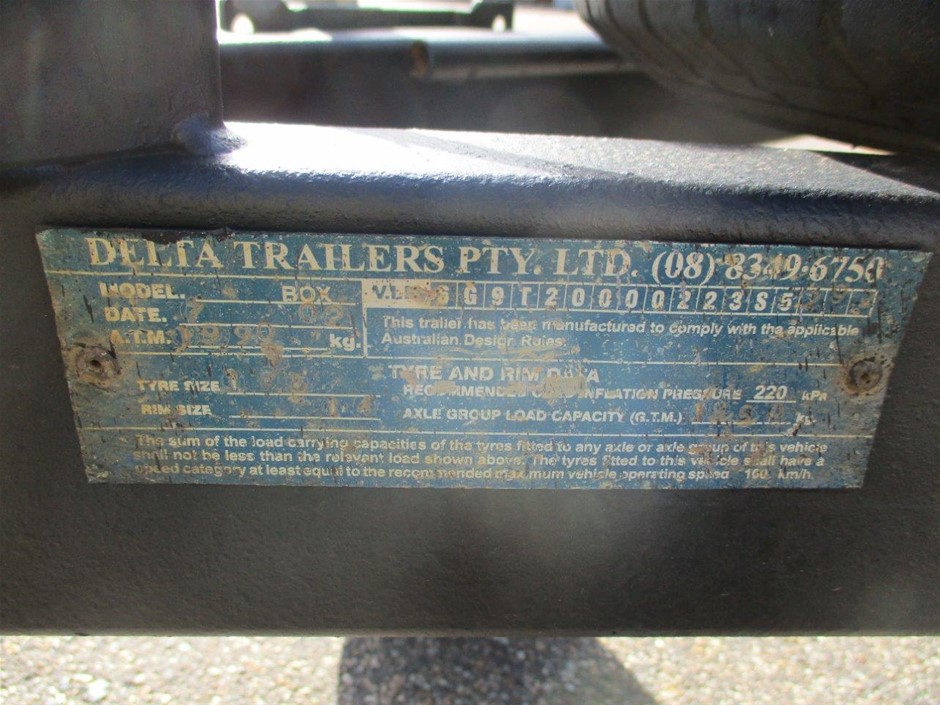 DELTA TRAILERS PTY. LTD. (08) 8349 6750
MODEL. BOX
G9T20000223S5
DATE.
A.T.M. kg.
This trailer has been manufactured to comply with the applicable
Australian Design Rules.
TYRE AND RIM DATA
TYRE SIZE
RECOMMENDED INFLATION PRESSURE 220 kPa
RIM SIZE
AXLE GROUP LOAD CAPACITY (G.T.M.) kg
The sum of the load carrying capacities of the tyres fitted to any axle or axle group of this vehicle
shall not be less than the relevent load shown above. The tyres fitted to this vehicle shall have a
speed category at least equal to the recommended maximum vehicle operating speed 100 km/h.